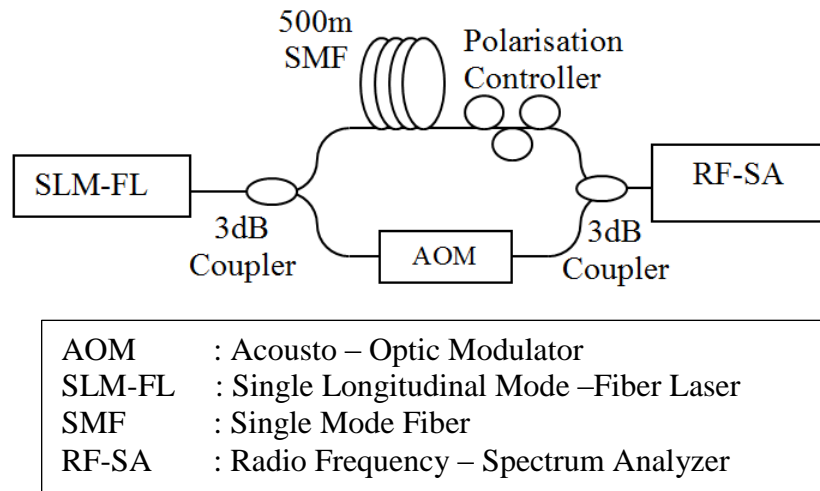 500m
SMF
Polarisation
Controller
SLM-FL
RF-SA
3dB
Coupler
AOM
3dB
Coupler
AOM : Acousto – Optic Modulator
SLM-FL : Single Longitudinal Mode –Fiber Laser
SMF : Single Mode Fiber
RF-SA : Radio Frequency – Spectrum Analyzer